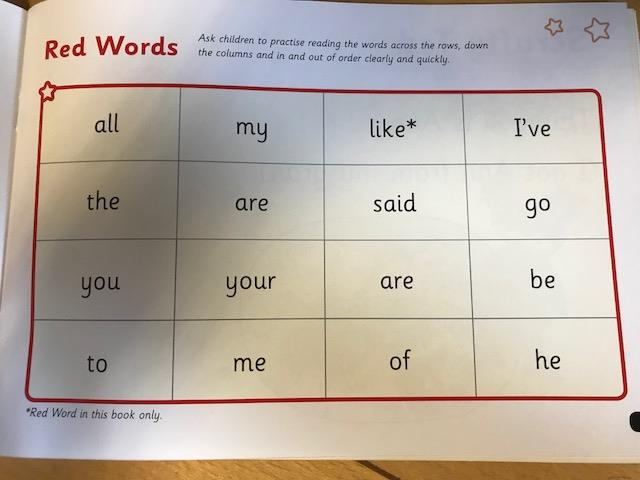 Red Words
Ask children to practise reading the words across the rows, down
the columns and in and out of order clearly and quickly.
all my like* I've
the are said go
you your are be
to me of he
*Red Word in this book only.